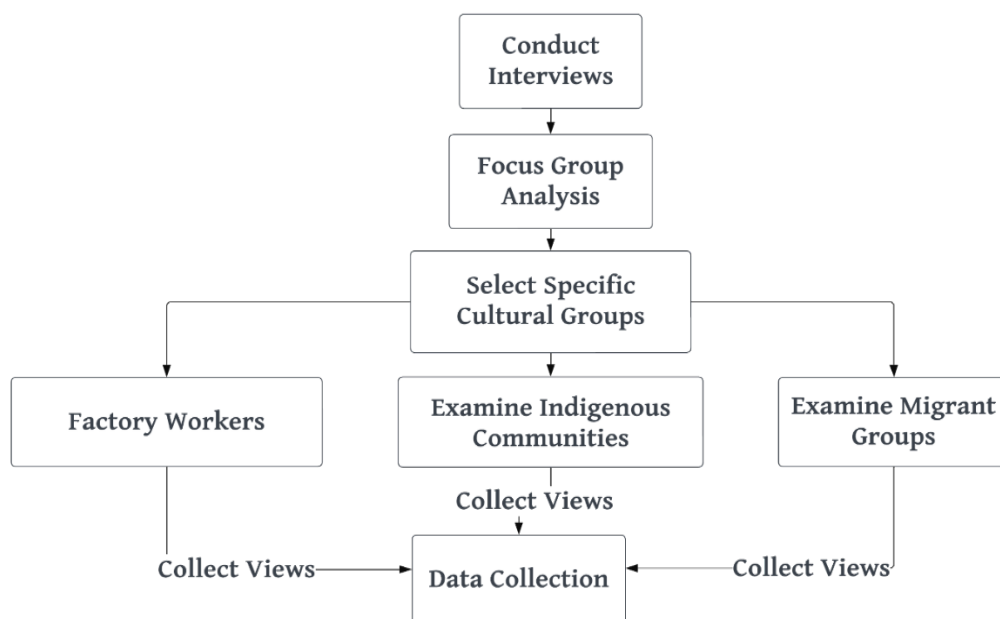 Conduct
Interviews
Focus Group
Analysis
Select Specific
Cultural Groups
Factory Workers
Examine Indigenous
Communities
Examine Migrant
Groups
Collect Views
Collect Views
Data Collection
Collect Views